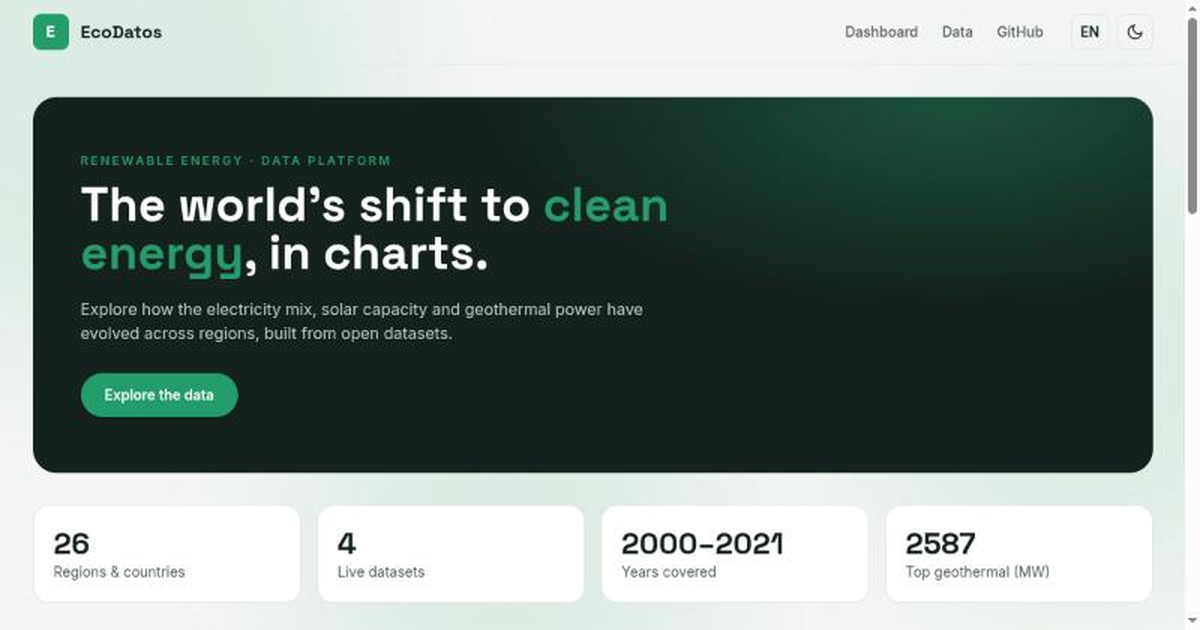 E
EcoDatos
Dashboard
Data
GitHub
EN
RENEWABLE ENERGY · DATA PLATFORM
The world’s shift to clean
energy, in charts.
Explore how the electricity mix, solar capacity and geothermal power have
evolved across regions, built from open datasets.
Explore the data
26
Regions & countries
4
Live datasets
2000–2021
Years covered
2587
Top geothermal (MW)